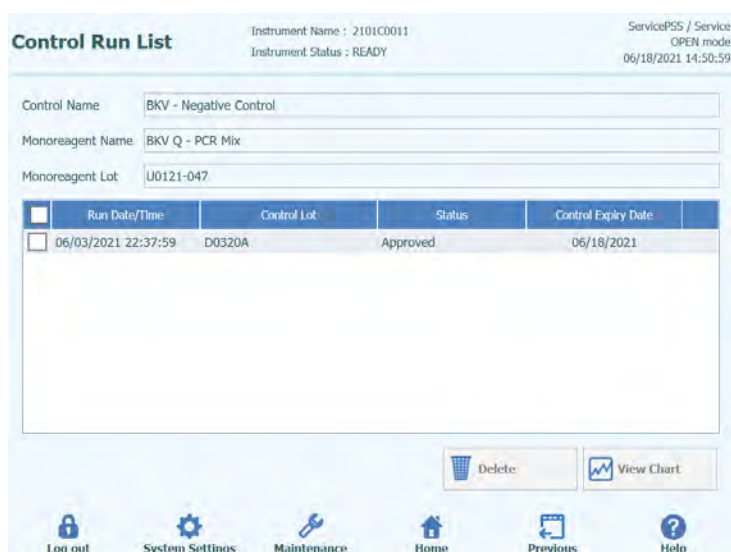 Control Run List
Instrument Name : 2101C0011
Instrument Status : READY
ServicePSS / Service
OPEN mode
06/18/2021 14:50:59
Control Name BKV - Negative Control
Monoreagent Name BKV Q - PCR Mix
Monoreagent Lot U0121-047
Run Date/Time Control Lot Status Control Expiry Date
06/03/2021 22:37:59 D0320A Approved 06/18/2021
Delete View Chart
Log out System Settings Maintenance Home Previous Help